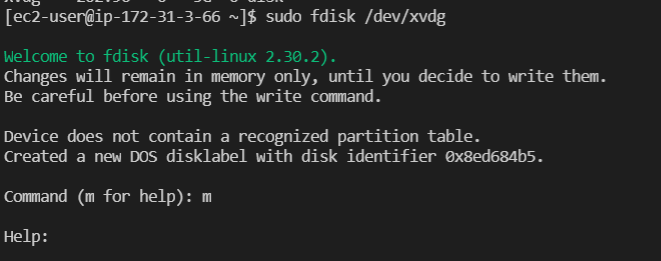 [ec2-user@ip-172-31-3-66 ~]$ sudo fdisk /dev/xvdg
Welcome to fdisk (util-linux 2.30.2).
Changes will remain in memory only, until you decide to write them.
Be careful before using the write command.
Device does not contain a recognized partition table.
Created a new DOS disklabel with disk identifier 0x8ed684b5.
Command (m for help): m
Help: